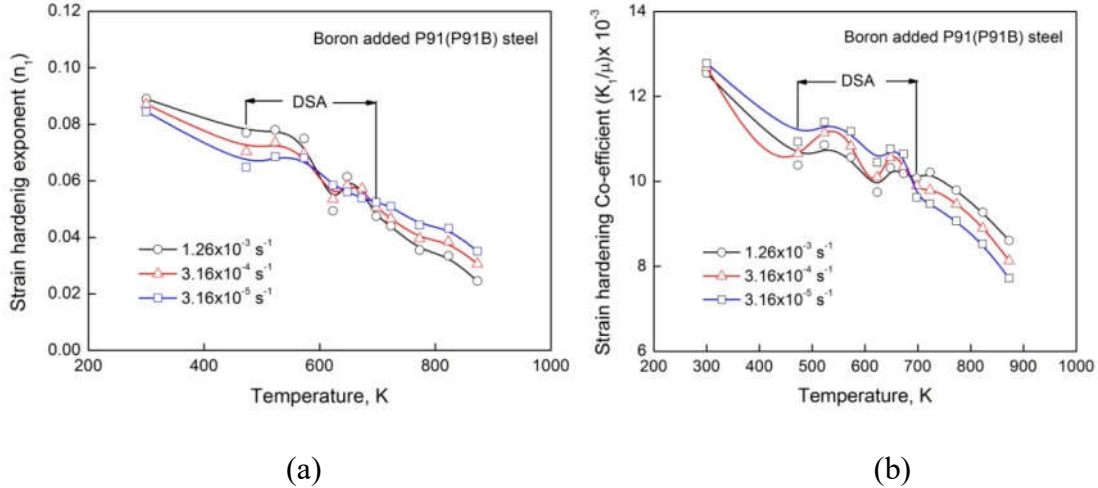 Boron added P91(P91B) steel
DSA
1.26x10⁻³ s⁻¹
3.16x10⁻⁴ s⁻¹
3.16x10⁻⁵ s⁻¹
Strain hardenig exponent (n₁)
0.12
0.10
0.08
0.06
0.04
0.02
0.00
200
400
600
800
1000
Temperature, K
(a)
Boron added P91(P91B) steel
DSA
1.26x10⁻³ s⁻¹
3.16x10⁻⁴ s⁻¹
3.16x10⁻⁵ s⁻¹
Strain hardening Co-efficient (K₁/μ)x 10⁻³
14
12
10
8
6
200
300
400
500
600
700
800
900
1000
Temperature, K
(b)